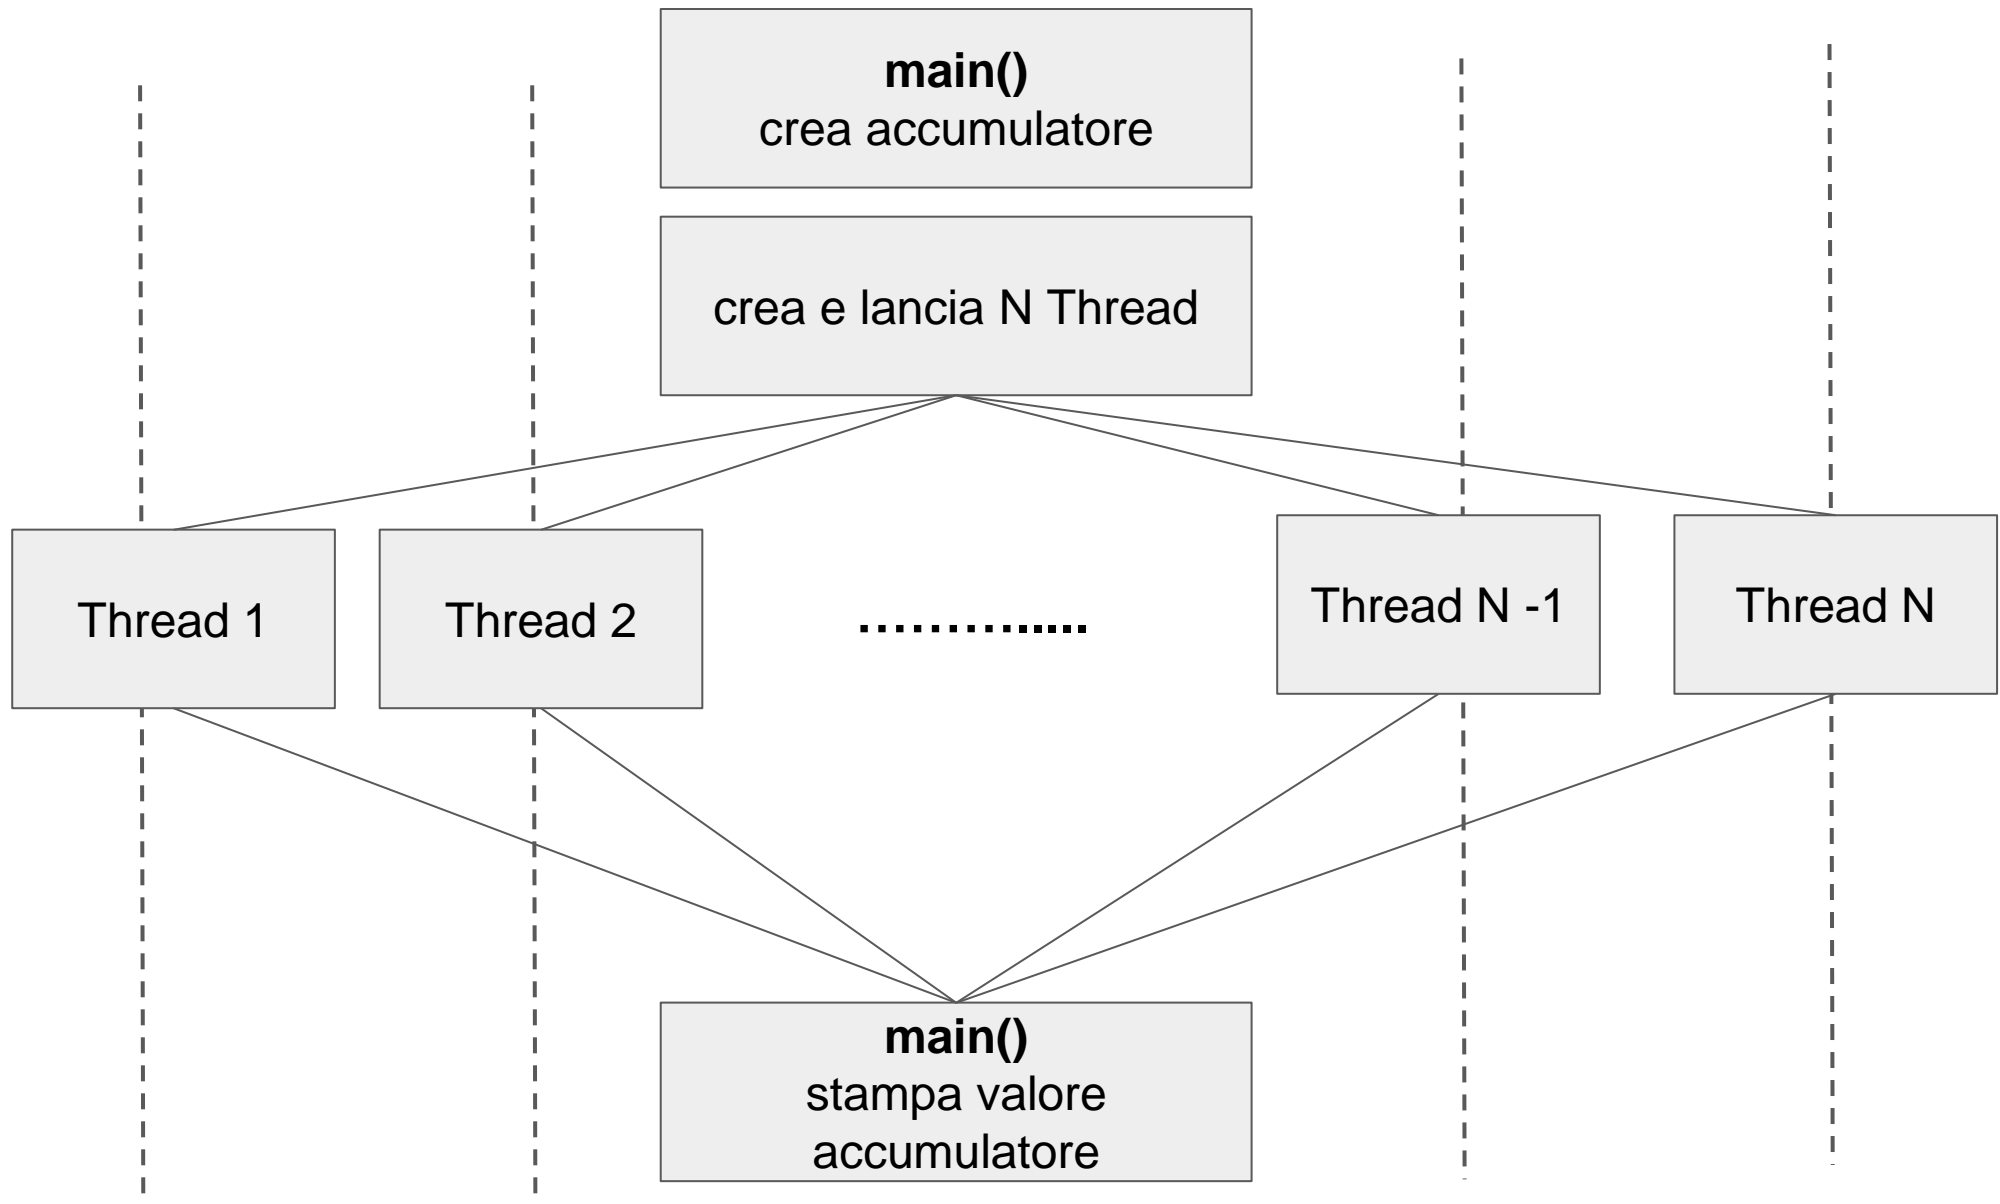 main()
crea accumulatore
crea e lancia N Thread
Thread 1
Thread 2
Thread N -1
Thread N
main()
stampa valore
accumulatore